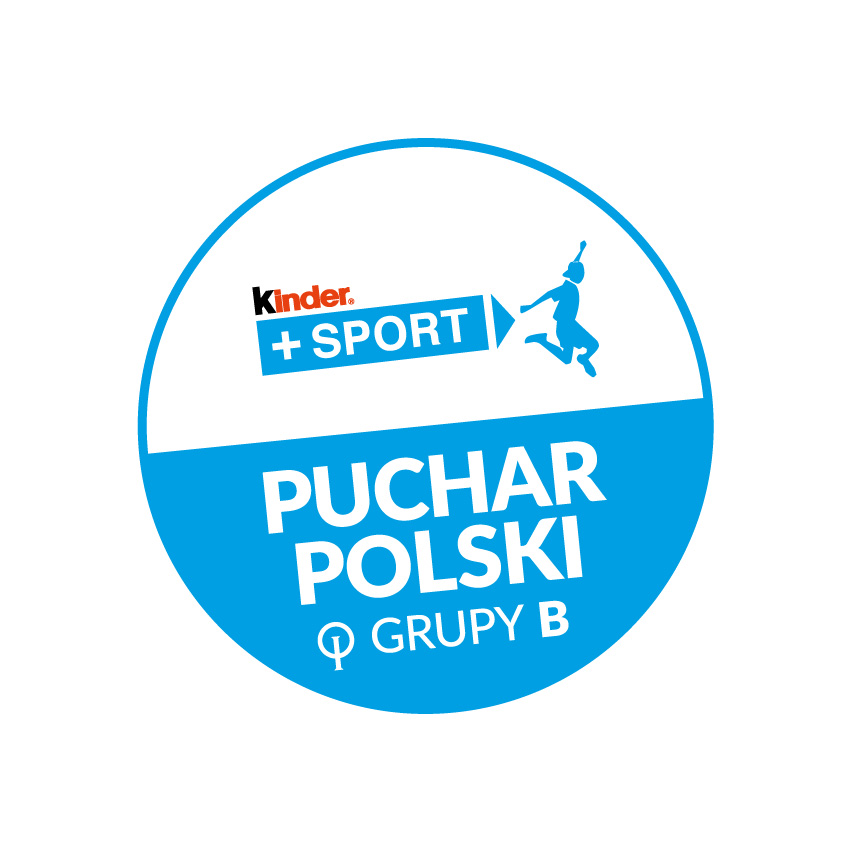 Kinder®
+ SPORT
PUCHAR
POLSKI
GRUPY B